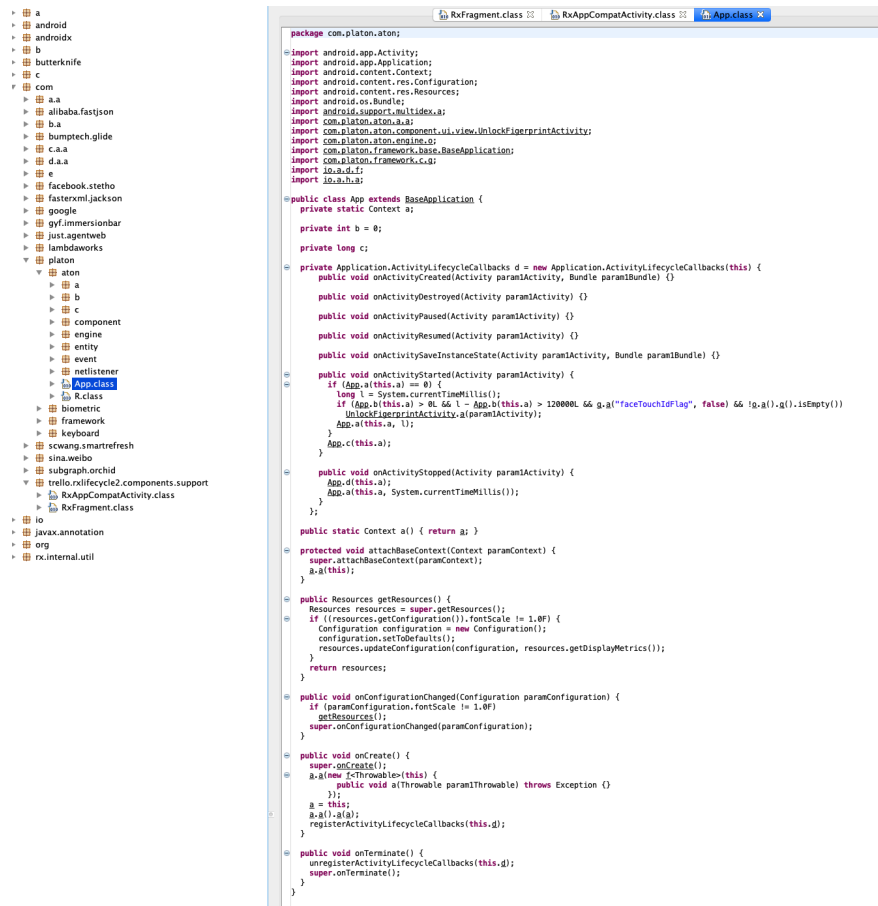 a
android
androidx
b
butterknife
c
com
a.a
alibaba.fastjson
b.a
bumptech.glide
c.a.a
d.a.a
e
facebook.stetho
fasterxml.jackson
google
gyf.immersionbar
just.agentweb
lambdaworks
platon
aton
a
b
c
component
engine
entity
event
netlistener
App.class
R.class
biometric
framework
keyboard
scwang.smartrefresh
sina.weibo
subgraph.orchid
trello.rxlifecycle2.components.support
RxAppCompatActivity.class
RxFragment.class
io
javax.annotation
org
rx.internal.util
RxFragment.class RxAppCompatActivity.class App.class
package com.platon.aton;
import android.app.Activity;
import android.app.Application;
import android.content.Context;
import android.content.res.Configuration;
import android.content.res.Resources;
import android.os.Bundle;
import android.support.multidex.a;
import com.platon.aton.a.a;
import com.platon.aton.component.ui.view.UnlockFigerprintActivity;
import com.platon.aton.engine.o;
import com.platon.framework.base.BaseApplication;
import com.platon.framework.c.g;
import io.a.d.f;
import io.a.h.a;
public class App extends BaseApplication {
private static Context a;
private int b = 0;
private long c;
private Application.ActivityLifecycleCallbacks d = new Application.ActivityLifecycleCallbacks(this) {
public void onActivityCreated(Activity param1Activity, Bundle param1Bundle) {}
public void onActivityDestroyed(Activity param1Activity) {}
public void onActivityPaused(Activity param1Activity) {}
public void onActivityResumed(Activity param1Activity) {}
public void onActivitySaveInstanceState(Activity param1Activity, Bundle param1Bundle) {}
public void onActivityStarted(Activity param1Activity) {
if (App.a(this.a) == 0) {
long l = System.currentTimeMillis();
if (App.b(this.a) > 0L && l - App.b(this.a) > 120000L && g.a("faceTouchIdFlag", false) && !o.a().g().isEmpty())
UnlockFigerprintActivity.a(param1Activity);
App.a(this.a, l);
}
App.c(this.a);
}
public void onActivityStopped(Activity param1Activity) {
App.d(this.a);
App.a(this.a, System.currentTimeMillis());
}
};
public static Context a() { return a; }
protected void attachBaseContext(Context paramContext) {
super.attachBaseContext(paramContext);
a.a(this);
}
public Resources getResources() {
Resources resources = super.getResources();
if ((resources.getConfiguration()).fontScale != 1.0F) {
Configuration configuration = new Configuration();
configuration.setToDefaults();
resources.updateConfiguration(configuration, resources.getDisplayMetrics());
}
return resources;
}
public void onConfigurationChanged(Configuration paramConfiguration) {
if (paramConfiguration.fontScale != 1.0F)
getResources();
super.onConfigurationChanged(paramConfiguration);
}
public void onCreate() {
super.onCreate();
a.a(new f<Throwable>(this) {
public void a(Throwable param1Throwable) throws Exception {}
});
a = this;
a.a().a(a);
registerActivityLifecycleCallbacks(this.d);
}
public void onTerminate() {
unregisterActivityLifecycleCallbacks(this.d);
super.onTerminate();
}
}